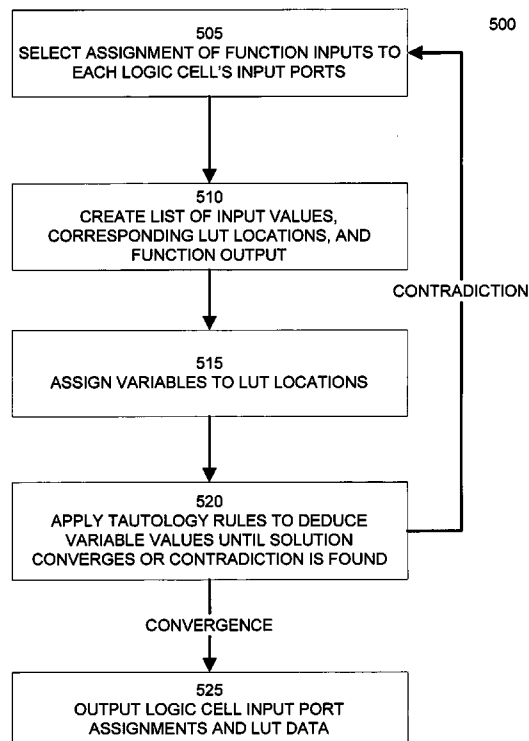 500
505
SELECT ASSIGNMENT OF FUNCTION INPUTS TO
EACH LOGIC CELL'S INPUT PORTS
510
CREATE LIST OF INPUT VALUES,
CORRESPONDING LUT LOCATIONS, AND
FUNCTION OUTPUT
CONTRADICTION
515
ASSIGN VARIABLES TO LUT LOCATIONS
520
APPLY TAUTOLOGY RULES TO DEDUCE
VARIABLE VALUES UNTIL SOLUTION
CONVERGES OR CONTRADICTION IS FOUND
CONVERGENCE
525
OUTPUT LOGIC CELL INPUT PORT
ASSIGNMENTS AND LUT DATA